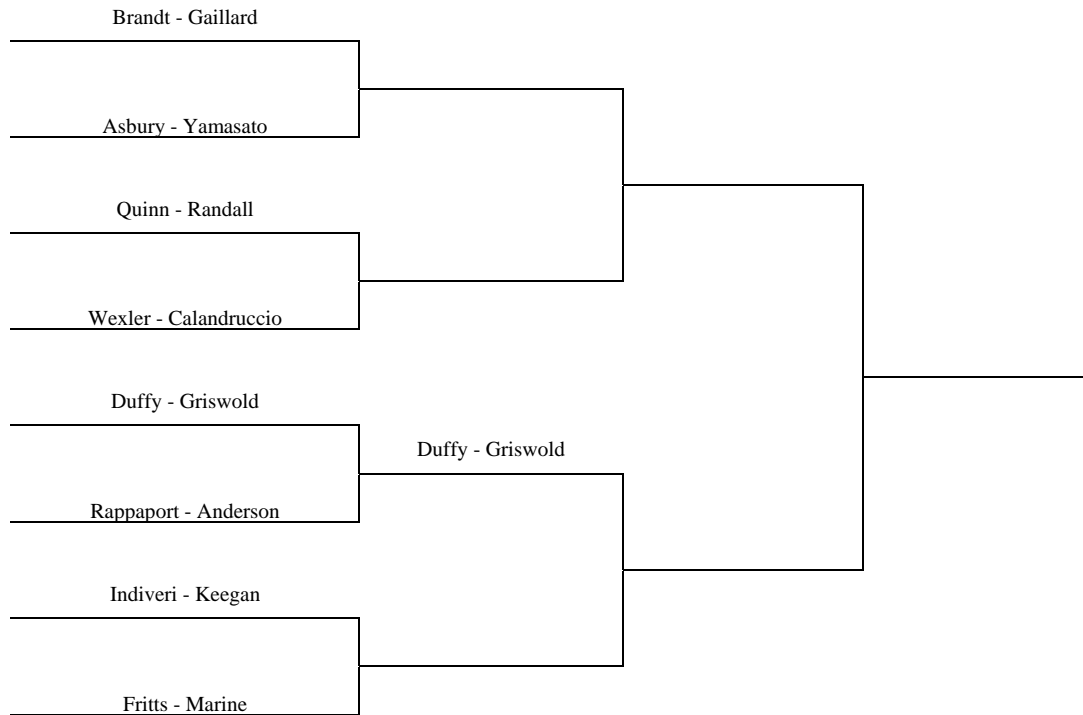 Brandt - Gaillard
Asbury - Yamasato
Quinn - Randall
Wexler - Calandruccio
Duffy - Griswold
Duffy - Griswold
Rappaport - Anderson
Indiveri - Keegan
Fritts - Marine